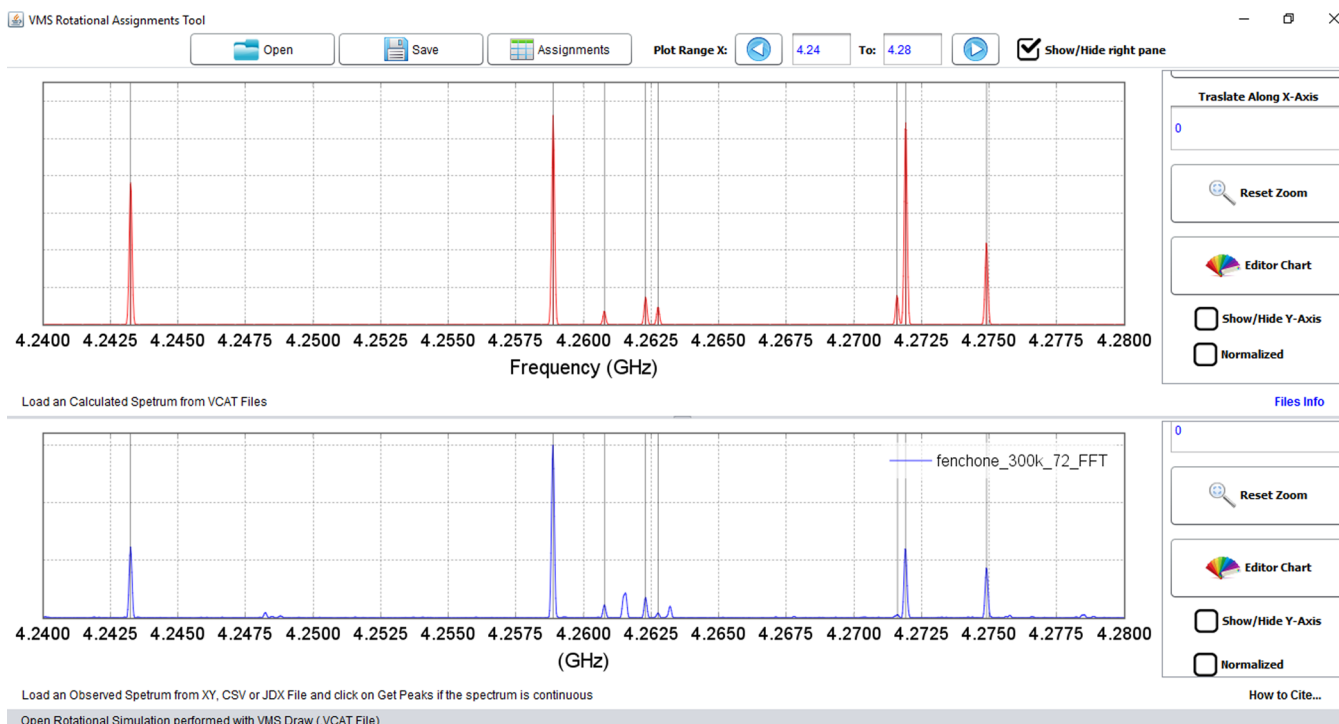 VMS Rotational Assignments Tool
Open Save Assignments Plot Range X: 4.24 To: 4.28 Show/Hide right pane
Traslate Along X-Axis
0
Reset Zoom
Editor Chart
Show/Hide Y-Axis
Normalized
4.2400 4.2425 4.2450 4.2475 4.2500 4.2525 4.2550 4.2575 4.2600 4.2625 4.2650 4.2675 4.2700 4.2725 4.2750 4.2775 4.2800
Frequency (GHz)
Load an Calculated Spetrum from VCAT Files
Files Info
0
fenchone_300k_72_FFT
Reset Zoom
Editor Chart
Show/Hide Y-Axis
Normalized
4.2400 4.2425 4.2450 4.2475 4.2500 4.2525 4.2550 4.2575 4.2600 4.2625 4.2650 4.2675 4.2700 4.2725 4.2750 4.2775 4.2800
(GHz)
Load an Observed Spetrum from XY, CSV or JDX File and click on Get Peaks if the spectrum is continuous
How to Cite...
Open Rotational Simulation performed with VMS Draw ( VCAT File)